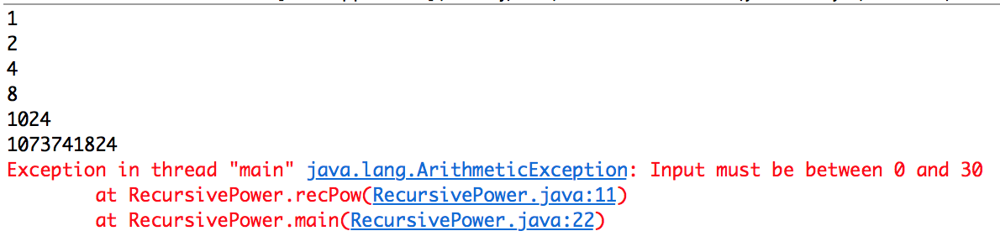 1
2
4
8
1024
1073741824
Exception in thread "main" java.lang.ArithmeticException: Input must be between 0 and 30
at RecursivePower.recPow(RecursivePower.java:11)
at RecursivePower.main(RecursivePower.java:22)